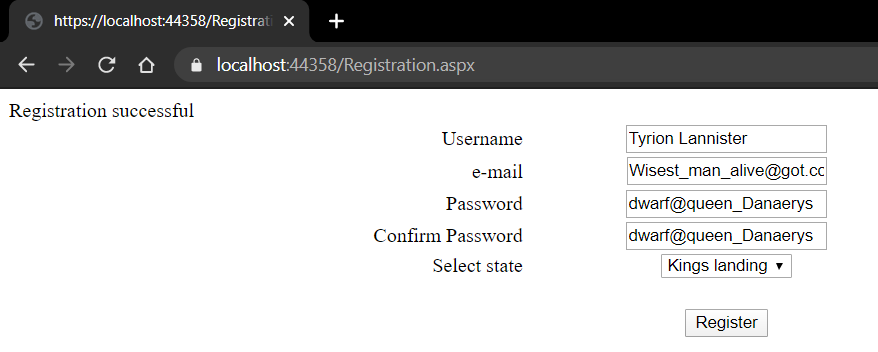 https://localhost:44358/Registrati
localhost:44358/Registration.aspx
Registration successful
Username Tyrion Lannister
e-mail Wisest_man_alive@got.co
Password dwarf@queen_Danaerys
Confirm Password dwarf@queen_Danaerys
Select state Kings landing
Register